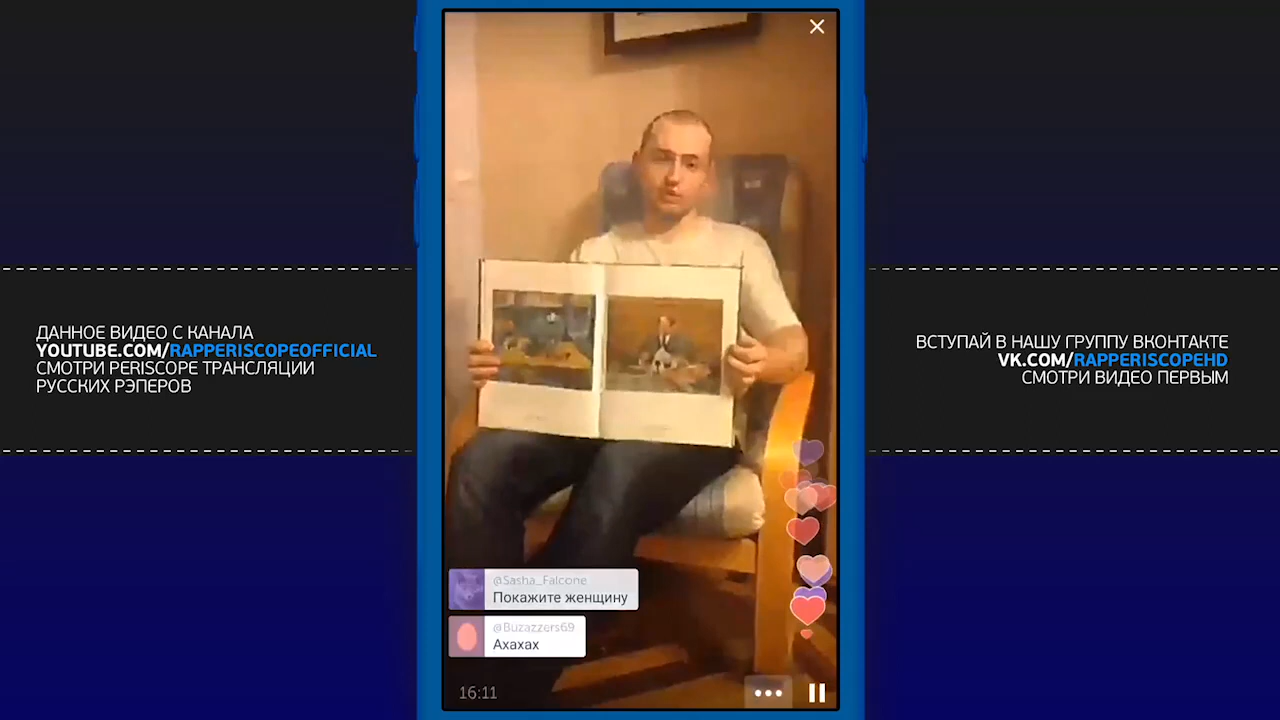 ДАННОЕ ВИДЕО С КАНАЛА
YOUTUBE.COM/RAPPERISCOPEOFFICIAL
СМОТРИ PERISCOPE ТРАНСЛЯЦИИ
РУССКИХ РЭПЕРОВ
ВСТУПАЙ В НАШУ ГРУППУ ВКОНТАКТЕ
VK.COM/RAPPERISCOPEHD
СМОТРИ ВИДЕО ПЕРВЫМ
@Sasha_Falcone
Покажите женщину
@Buzazzers69
Ахахах
16:11